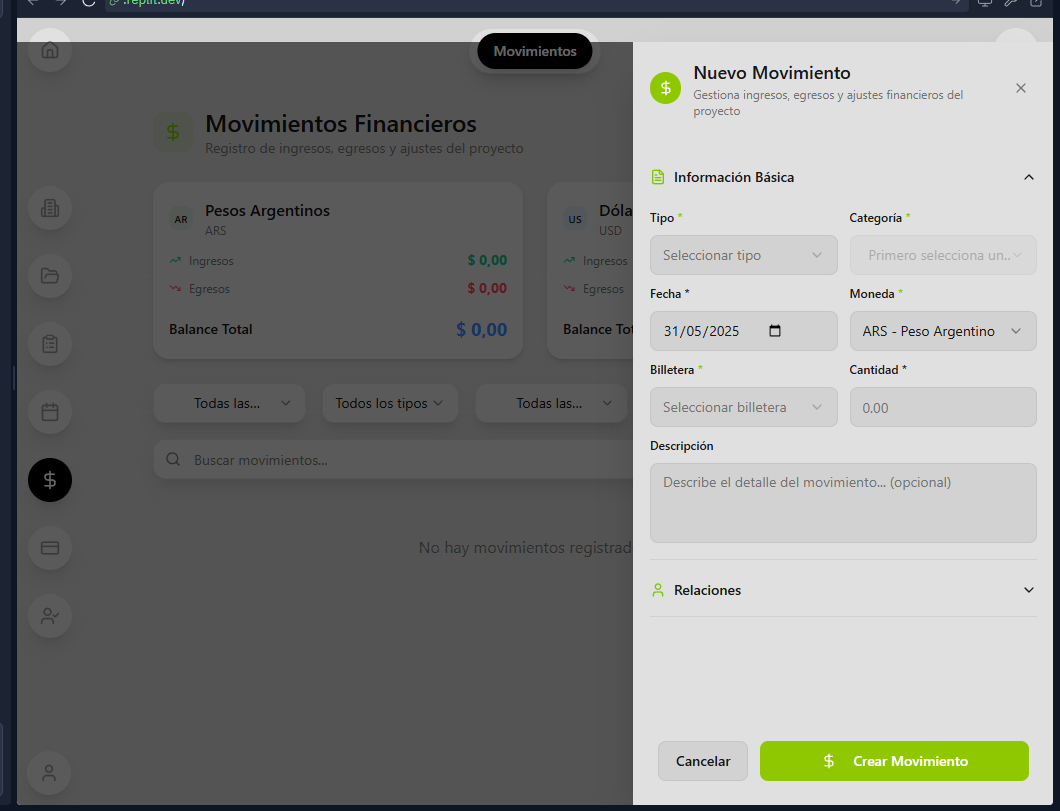 .replit.dev/
Movimientos
Movimientos Financieros
Registro de ingresos, egresos y ajustes del proyecto
AR
Pesos Argentinos
ARS
Ingresos
$ 0,00
Egresos
$ 0,00
Balance Total
$ 0,00
US
Dóla
USD
Ingresos
Egresos
Balance Tot
Todas las...
Todos los tipos
Todas las...
Buscar movimientos...
No hay movimientos registrad
$
Nuevo Movimiento
Gestiona ingresos, egresos y ajustes financieros del
proyecto
Información Básica
Tipo *
Categoría *
Seleccionar tipo
Primero selecciona un..
Fecha *
Moneda *
31/05/2025
ARS - Peso Argentino
Billetera *
Cantidad *
Seleccionar billetera
0.00
Descripción
Describe el detalle del movimiento... (opcional)
Relaciones
Cancelar
$ Crear Movimiento